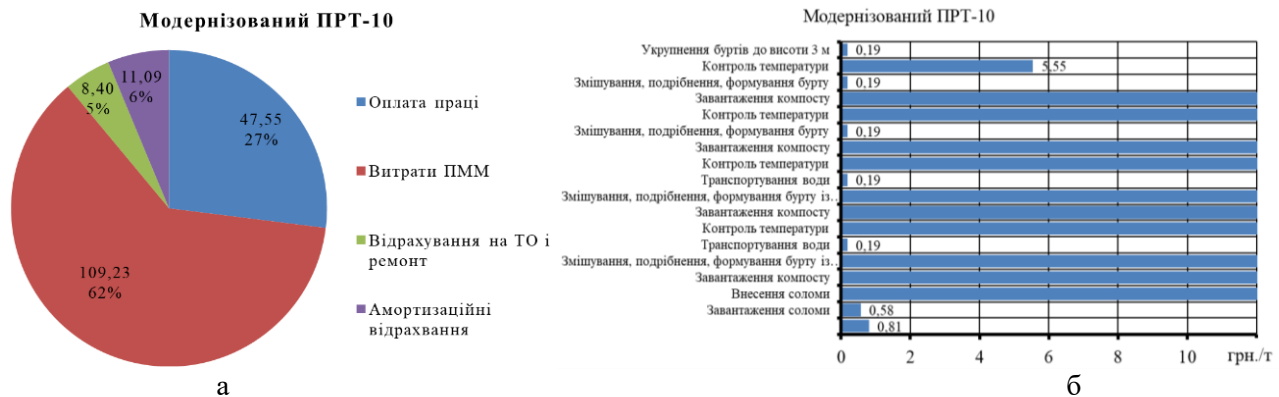 Модернізований ПРТ-10
11,09
6%
8,40
5%
47,55
27%
109,23
62%
Оплата праці
Витрати ПММ
Відрахування на ТО і
ремонт
Амортизаційні
відрахвання
а
Модернізований ПРТ-10
Укрупнення буртів до висоти 3 м
0,19
Контроль температури
5,55
Змішування, подрібнення, формування бурту
0,19
Завантаження компосту
Контроль температури
Змішування, подрібнення, формування бурту
0,19
Завантаження компосту
Контроль температури
Транспортування води
0,19
Змішування, подрібнення, формування бурту із…
Завантаження компосту
Контроль температури
Транспортування води
0,19
Змішування, подрібнення, формування бурту із…
Завантаження компосту
Внесення соломи
Завантаження соломи
0,58
0,81
0 2 4 6 8 10 грн./т
б